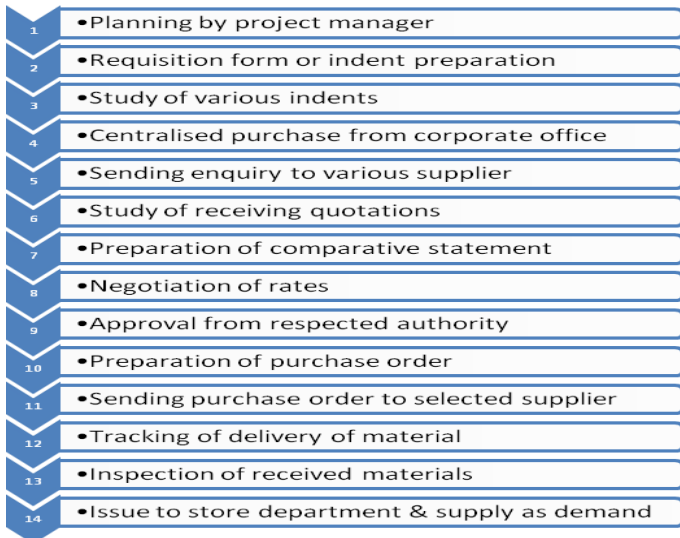 1 •Planning by project manager
2 •Requisition form or indent preparation
3 •Study of various indents
4 •Centralised purchase from corporate office
5 •Sending enquiry to various supplier
6 •Study of receiving quotations
7 •Preparation of comparative statement
8 •Negotiation of rates
9 •Approval from respected authority
10 •Preparation of purchase order
11 •Sending purchase order to selected supplier
12 •Tracking of delivery of material
13 •Inspection of received materials
14 •Issue to store department & supply as demand